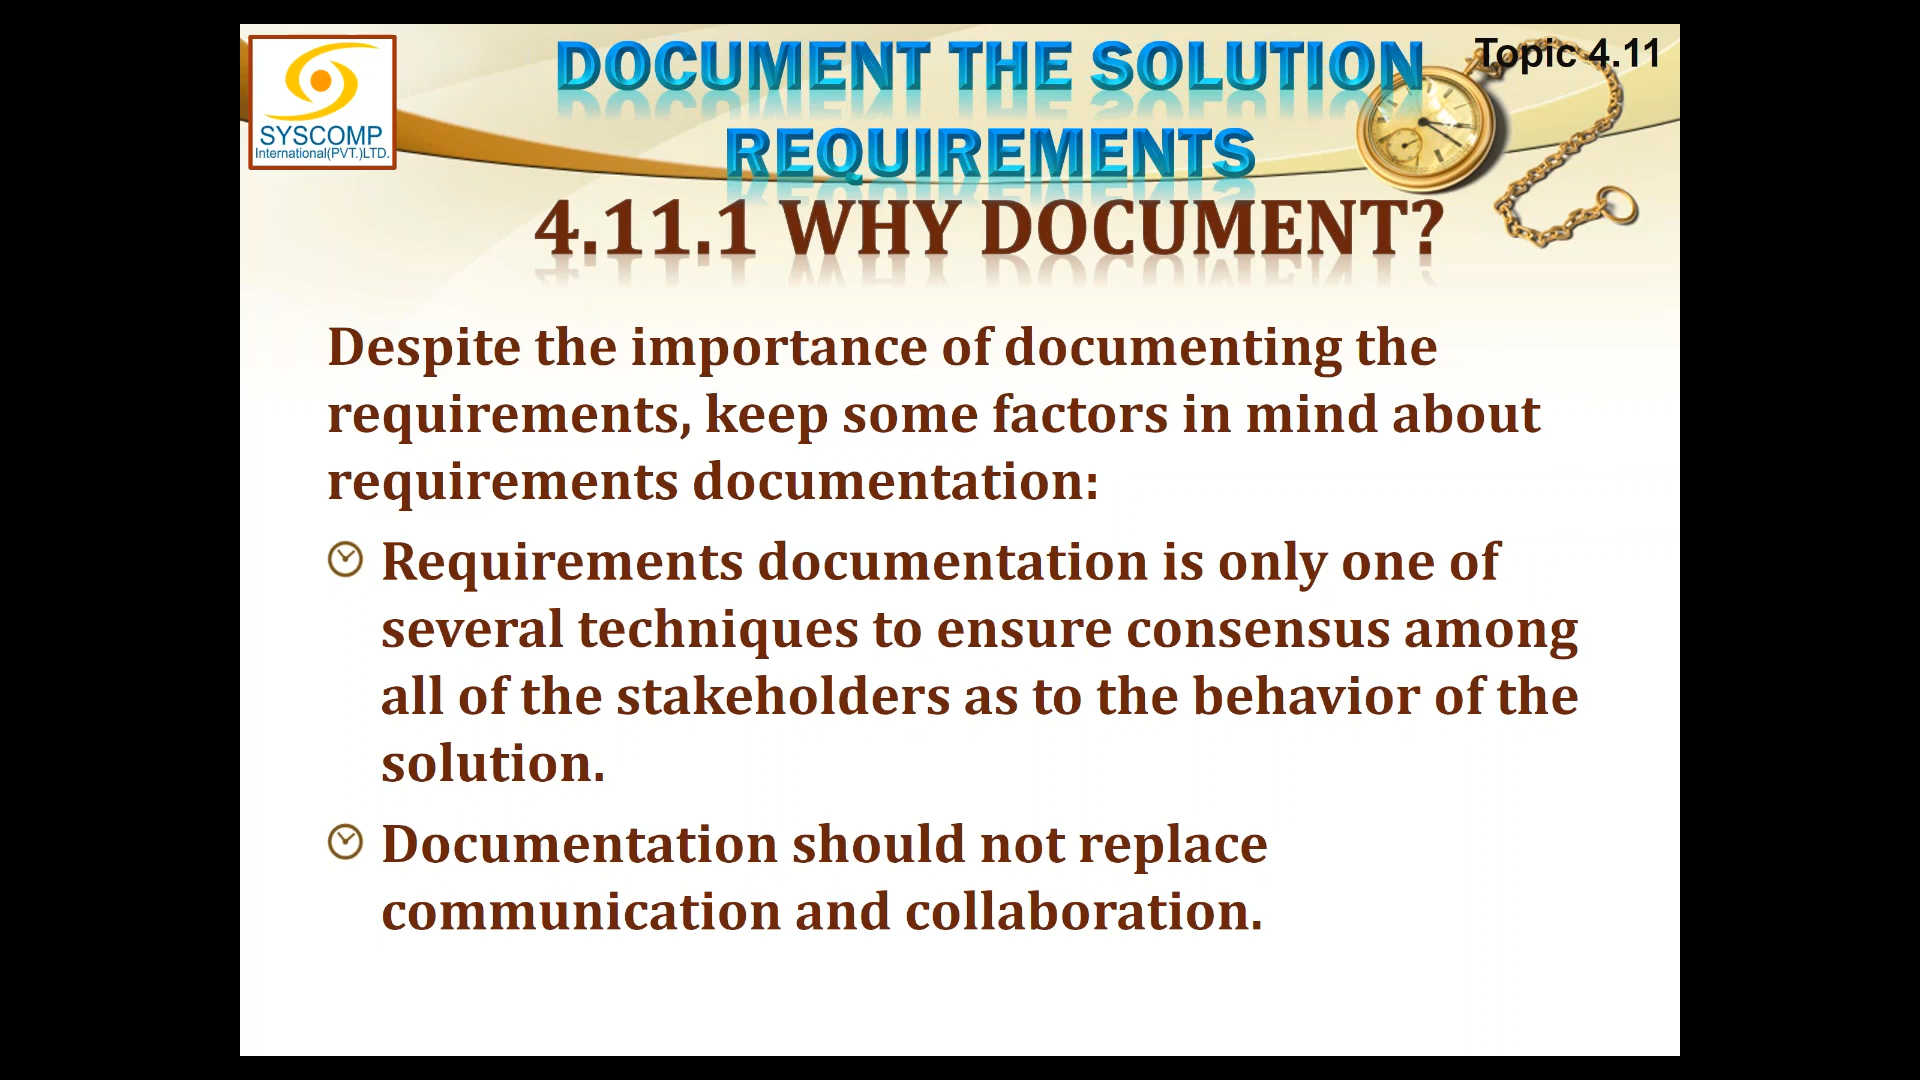 SYSCOMP
International(PVT.)LTD.
DOCUMENT THE SOLUTION
REQUIREMENTS
Topic 4.11
4.11.1 WHY DOCUMENT?
Despite the importance of documenting the
requirements, keep some factors in mind about
requirements documentation:
Requirements documentation is only one of
several techniques to ensure consensus among
all of the stakeholders as to the behavior of the
solution.
Documentation should not replace
communication and collaboration.